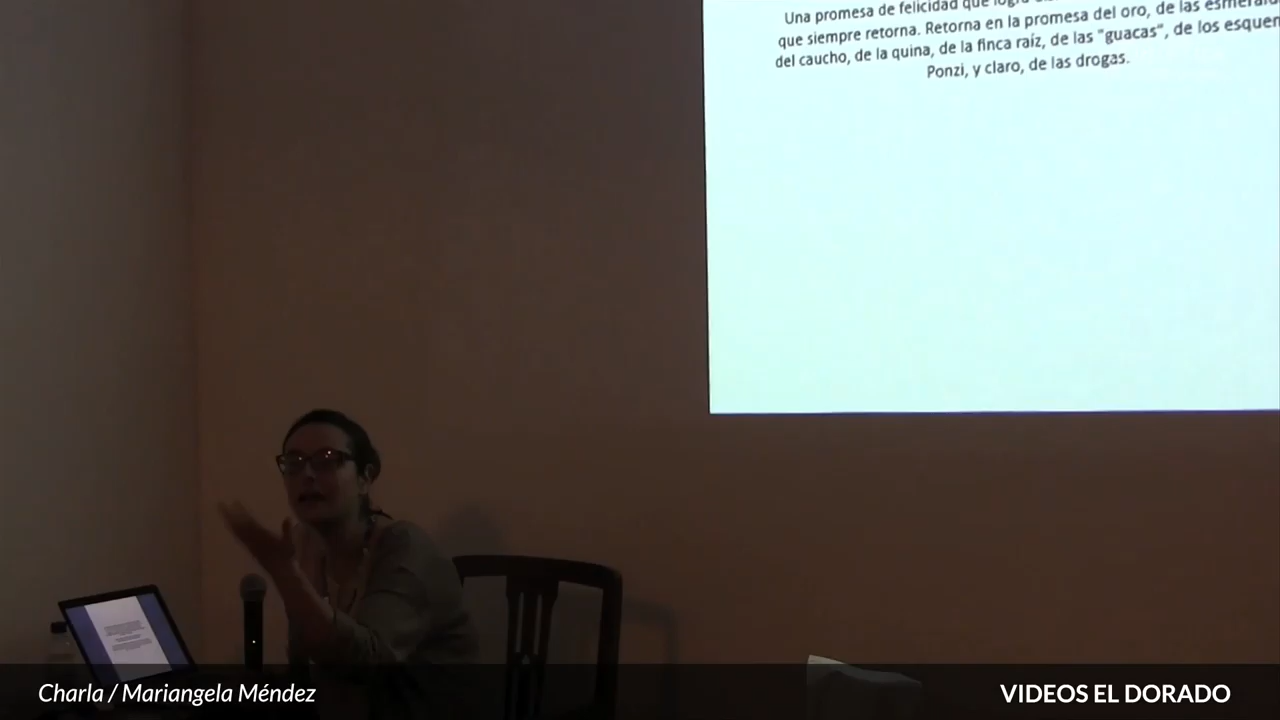 Una promesa de felicidad que
que siempre retorna. Retorna en la promesa del oro, de las
del caucho, de la quina, de la finca raíz, de las "guacas", de los
Ponzi, y claro, de las drogas.
Charla / Mariangela Méndez
VIDEOS EL DORADO